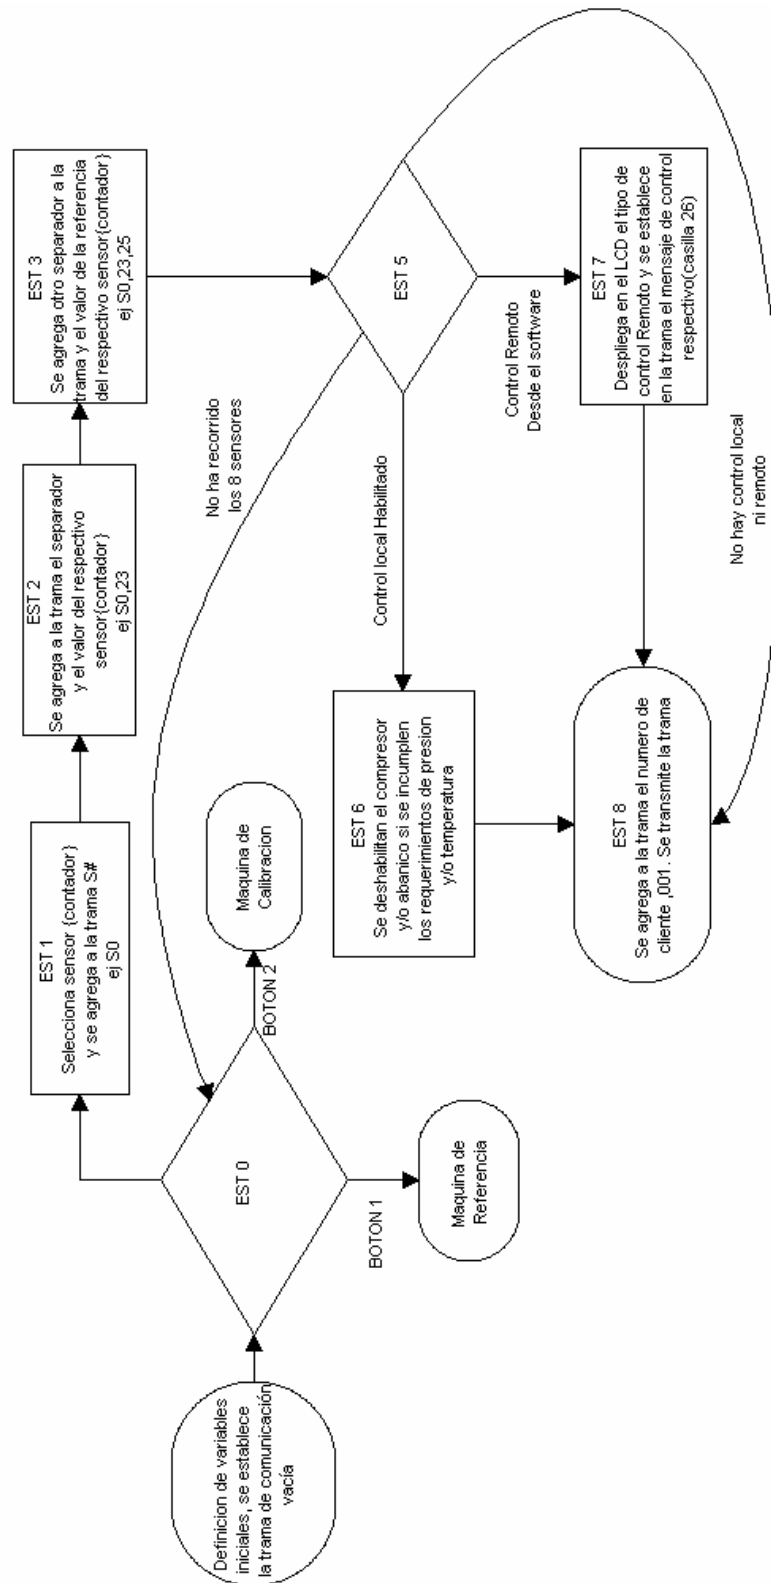 Definicion de variables
iniciales, se establece
la trama de comunicación
vacía
EST 0
BOTON 1
Maquina de
Referencia
BOTON 2
Maquina de
Calibracion
EST 1
Selecciona sensor {contador}
y se agrega a la trama S#
ej S0
EST 2
Se agrega a la trama el separador
y el valor del respectivo
sensor{contador}
ej S0,23
EST 3
Se agrega otro separador a la
trama y el valor de la referencia
del respectivo sensor{contador}
ej S0,23,25
No ha recorrido
los 8 sensores
EST 5
Control local Habilitado
Control Remoto
Desde el software
EST 6
Se deshabilitan el compresor
y/o abanico si se incumplen
los requerimientos de presion
y/o temperatura
EST 7
Despliega en el LCD el tipo de
control Remoto y se establece
en la trama el mensaje de control
respectivo(casilla 26)
EST 8
Se agrega a la trama el numero de
cliente ,001. Se transmite la trama
No hay control local
ni remoto